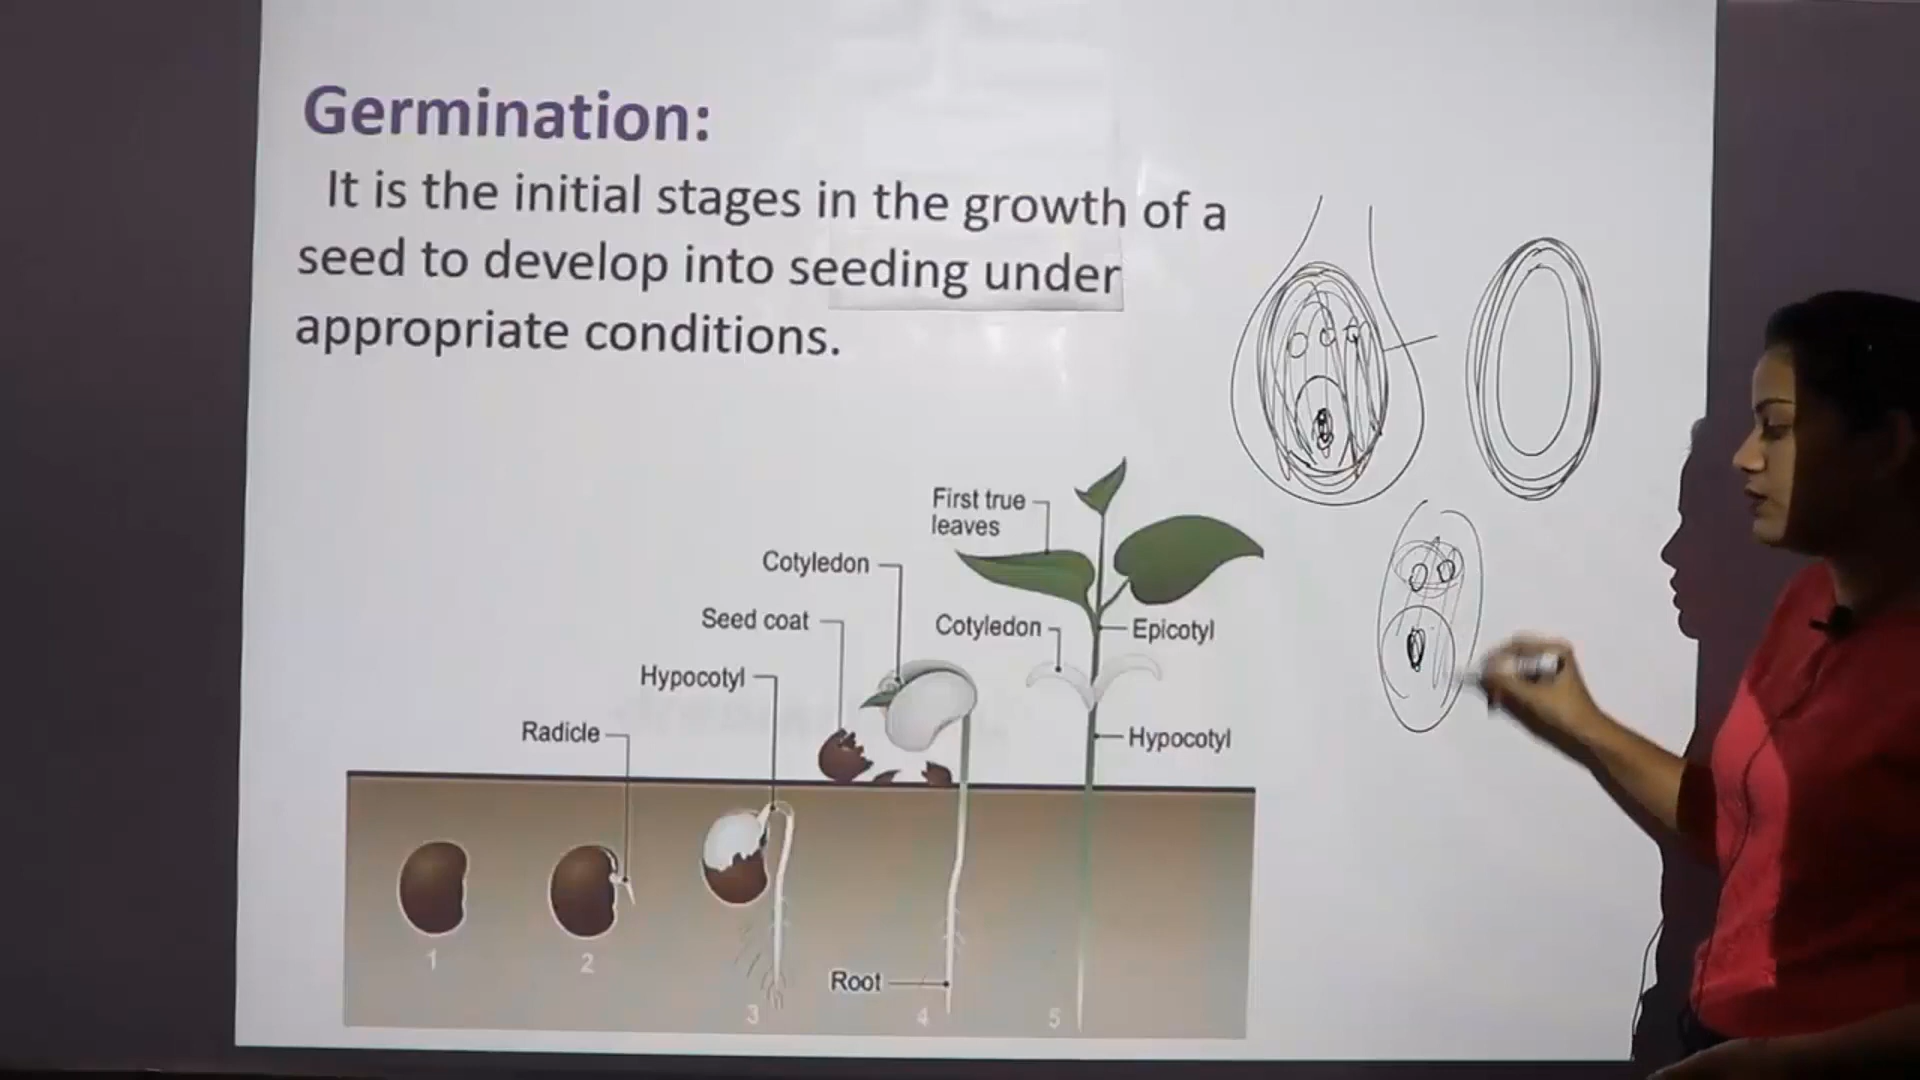 Germination:
It is the initial stages in the growth of a
seed to develop into seeding under
appropriate conditions.
First true
leaves
Cotyledon
Seed coat
Cotyledon
Epicotyl
Hypocotyl
Radicle
Hypocotyl
Root
1
2
3
4
5